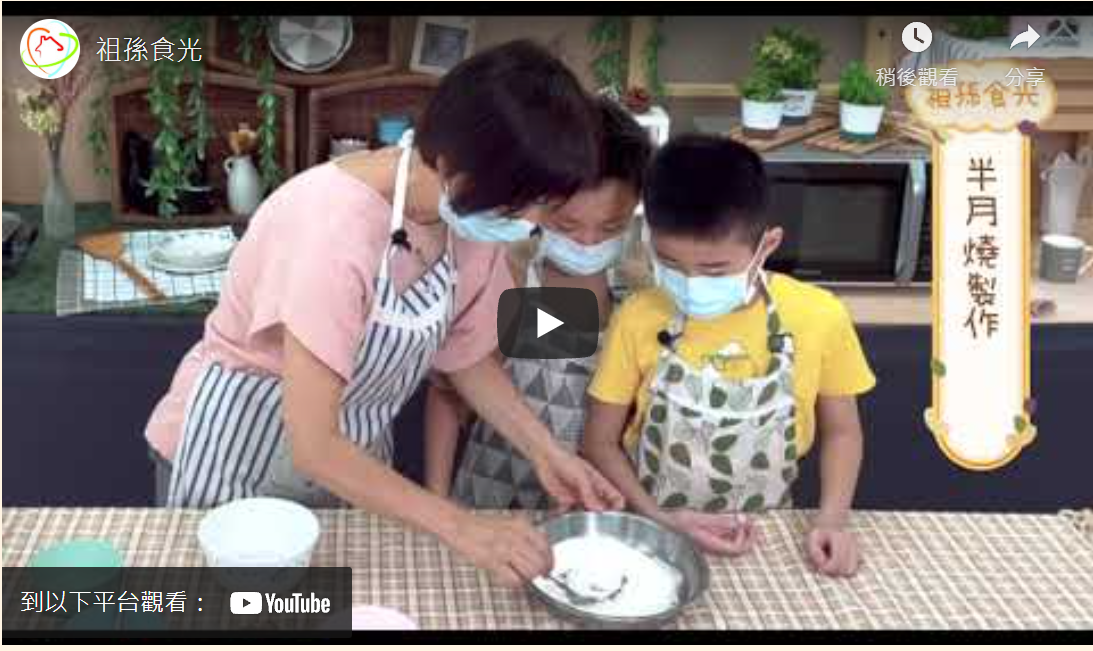 祖孫食光
稍後觀看
分享
祖孫食光
半月燒製作
到以下平台觀看：
YouTube